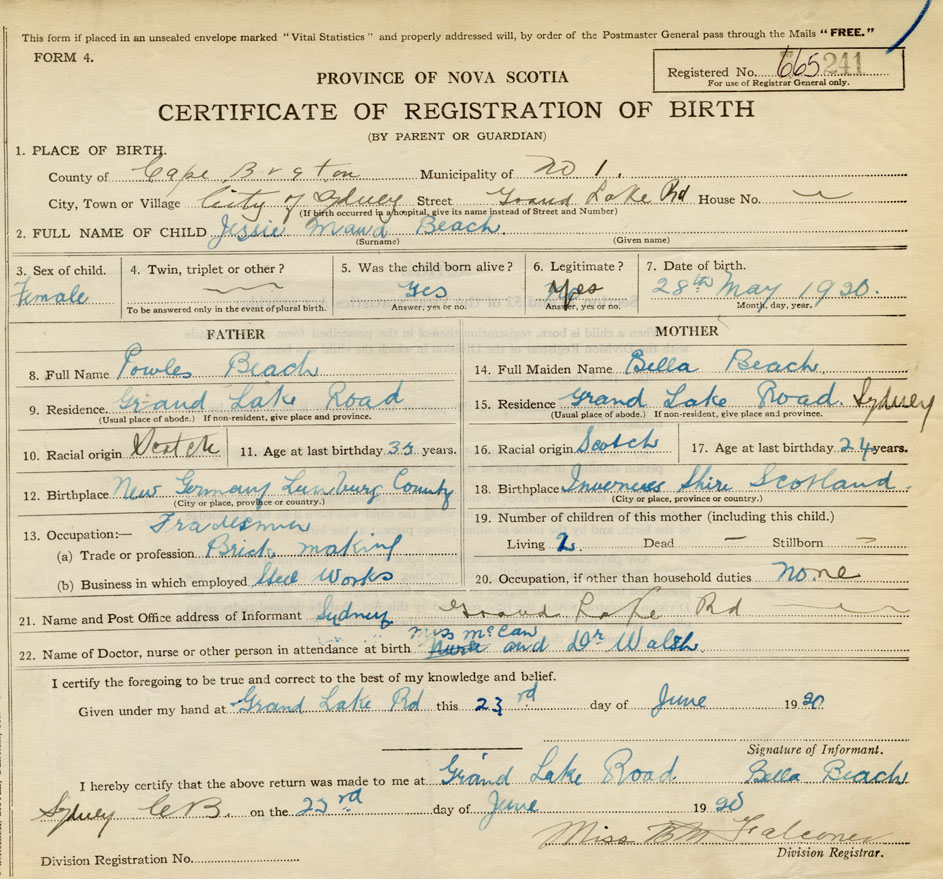 This form if placed in an unsealed envelope marked "Vital Statistics" and properly addressed will, by order of the Postmaster General pass through the Mails "FREE."
FORM 4.
Registered No. 665 241
For use of Registrar General only.
PROVINCE OF NOVA SCOTIA
CERTIFICATE OF REGISTRATION OF BIRTH
(BY PARENT OR GUARDIAN)
1. PLACE OF BIRTH.
County of Cape Breton Municipality of No 1.
City, Town or Village City of Sydney Street Grand Lake Rd House No.
(If birth occurred in a hospital, give its name instead of Street and Number)
2. FULL NAME OF CHILD Jessie Maud Beach.
(Surname) (Given name)
3. Sex of child. 4. Twin, triplet or other? 5. Was the child born alive? 6. Legitimate? 7. Date of birth.
Female Yes Yes 28th May 1920.
To be answered only in the event of plural birth. Answer, yes or no. Answer, yes or no. Month, day, year.
FATHER MOTHER
8. Full Name Powles Beach 14. Full Maiden Name Bella Beach
9. Residence Grand Lake Road 15. Residence Grand Lake Road. Sydney
(Usual place of abode.) If non-resident, give place and province. (Usual place of abode.) If non-resident, give place and province.
10. Racial origin Scotch 11. Age at last birthday 35 years. 16. Racial origin Scotch 17. Age at last birthday 24 years.
12. Birthplace New Germany Lunburg County 18. Birthplace Inverness Shire Scotland.
(City or place, province or country.) (City or place, province or country.)
13. Occupation:— Tradesman 19. Number of children of this mother (including this child.)
(a) Trade or profession Brick making Living 2 Dead — Stillborn —
(b) Business in which employed Steel Works 20. Occupation, if other than household duties None
21. Name and Post Office address of Informant Sydney Grand Lake Rd
22. Name of Doctor, nurse or other person in attendance at birth Miss McCaw and Dr Walsh.
I certify the foregoing to be true and correct to the best of my knowledge and belief.
Given under my hand at Grand Lake Rd this 23rd day of June 1920
Signature of Informant.
I hereby certify that the above return was made to me at Grand Lake Road Bella Beach
Sydney C B. on the 23rd day of June 1920
Miss Falconer
Division Registration No. Division Registrar.